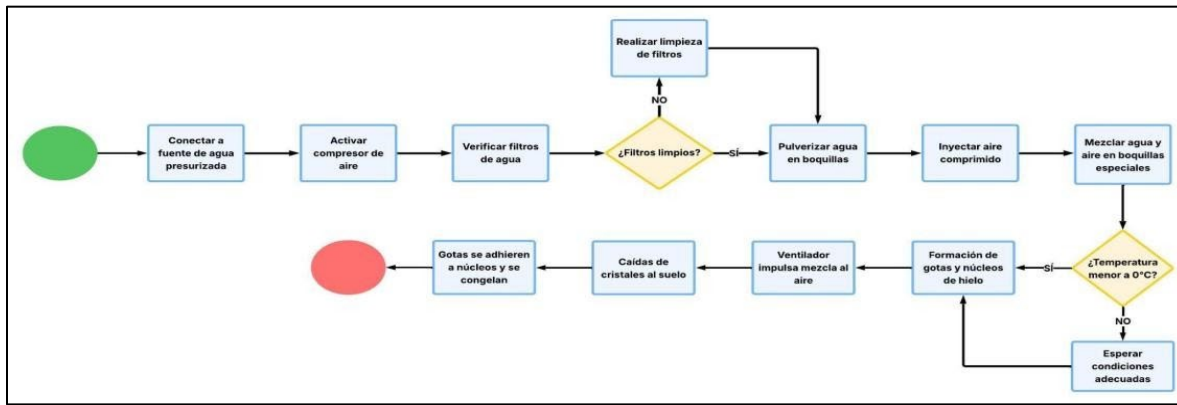 Realizar limpieza
de filtros
NO
Conectar a
fuente de agua
presurizada
Activar
compresor de
aire
Verificar filtros
de agua
¿Filtros limpios?
SÍ
Pulverizar agua
en boquillas
Inyectar aire
comprimido
Mezclar agua y
aire en boquillas
especiales
¿Temperatura
menor a 0°C?
SÍ
Formación de
gotas y núcleos
de hielo
Ventilador
impulsa mezcla al
aire
Caídas de
cristales al suelo
Gotas se adhieren
a núcleos y se
congelan
NO
Esperar
condiciones
adecuadas